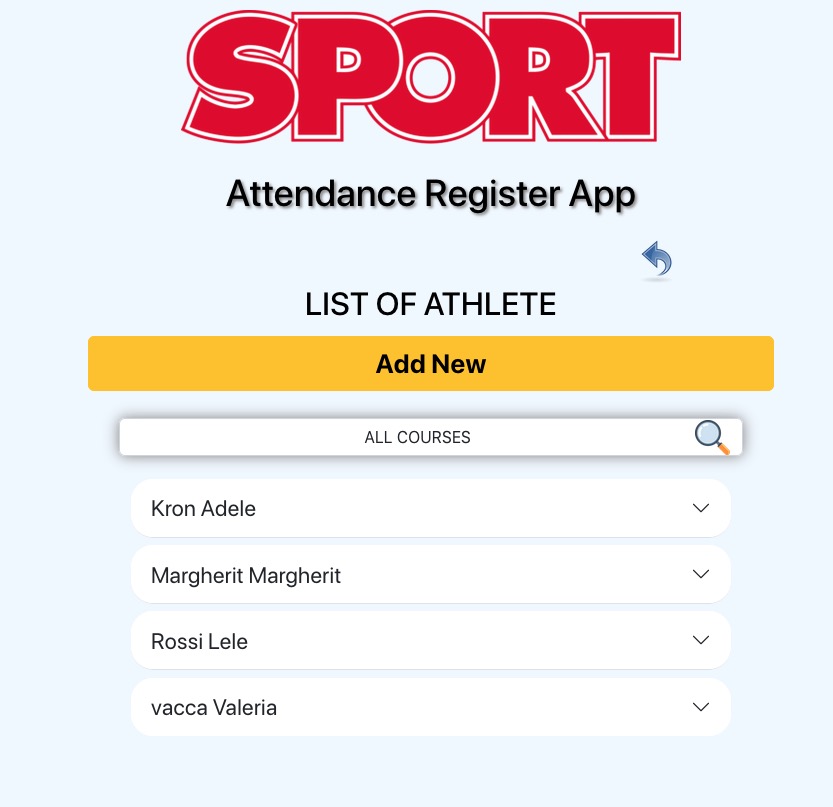 SPORT
Attendance Register App
LIST OF ATHLETE
Add New
ALL COURSES
Kron Adele
Margherit Margherit
Rossi Lele
vacca Valeria